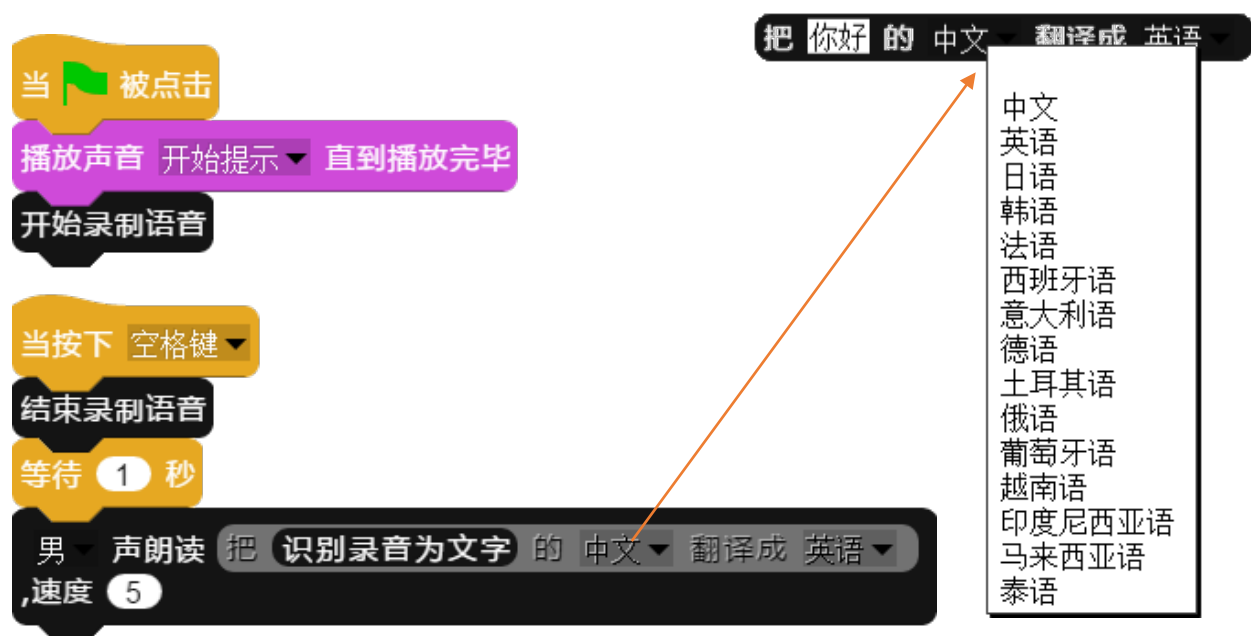 当 被点击
播放声音 开始提示 直到播放完毕
开始录制语音
当按下 空格键
结束录制语音
等待 1 秒
男 声朗读 把 识别录音为文字 的 中文 翻译成 英语
,速度 5
把 你好 的 中文 翻译成 英语
中文
英语
日语
韩语
法语
西班牙语
意大利语
德语
土耳其语
俄语
葡萄牙语
越南语
印度尼西亚语
马来西亚语
泰语